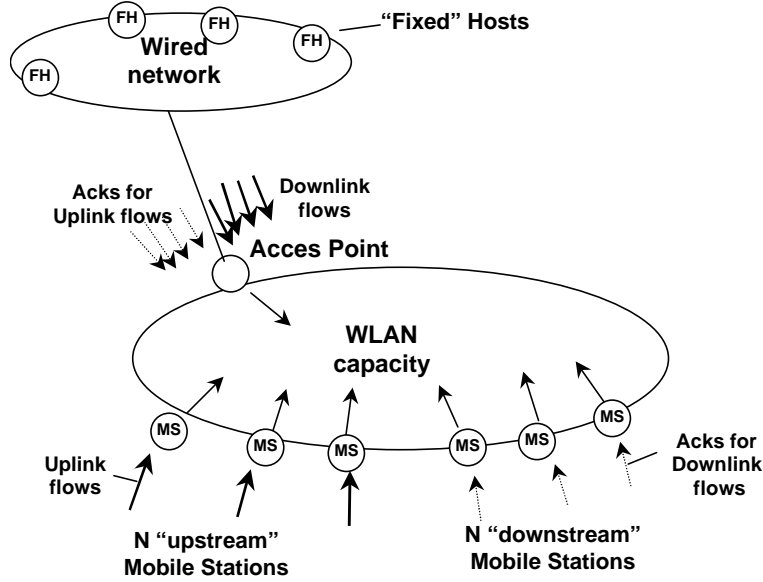 FH
FH
FH
FH
"Fixed" Hosts
Wired
network
Acks for
Uplink flows
Downlink
flows
Acces Point
WLAN
capacity
MS
MS
MS
MS
MS
MS
Uplink
flows
Acks for
Downlink
flows
N "upstream"
Mobile Stations
N "downstream"
Mobile Stations